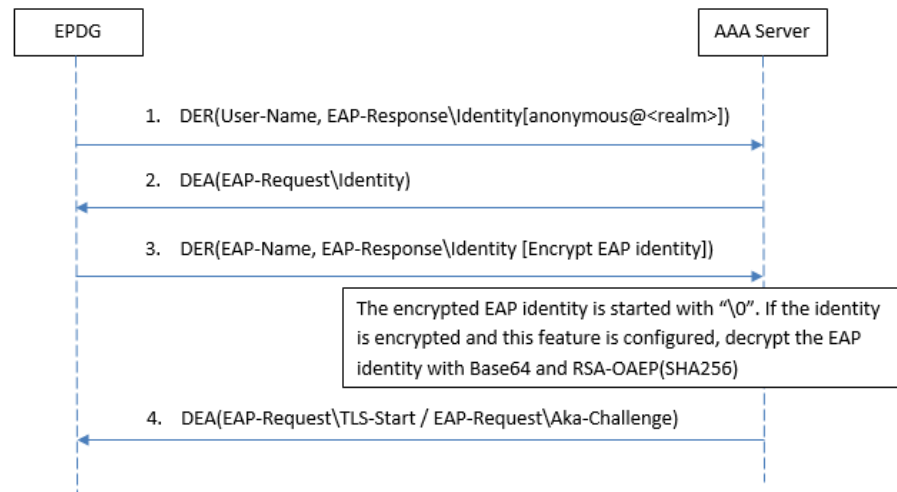 EPDG
AAA Server
1. DER(User-Name, EAP-Response\Identity[anonymous@<realm>])
2. DEA(EAP-Request\Identity)
3. DER(EAP-Name, EAP-Response\Identity [Encrypt EAP identity])
The encrypted EAP identity is started with “\0”. If the identity
is encrypted and this feature is configured, decrypt the EAP
identity with Base64 and RSA-OAEP(SHA256)
4. DEA(EAP-Request\TLS-Start / EAP-Request\Aka-Challenge)